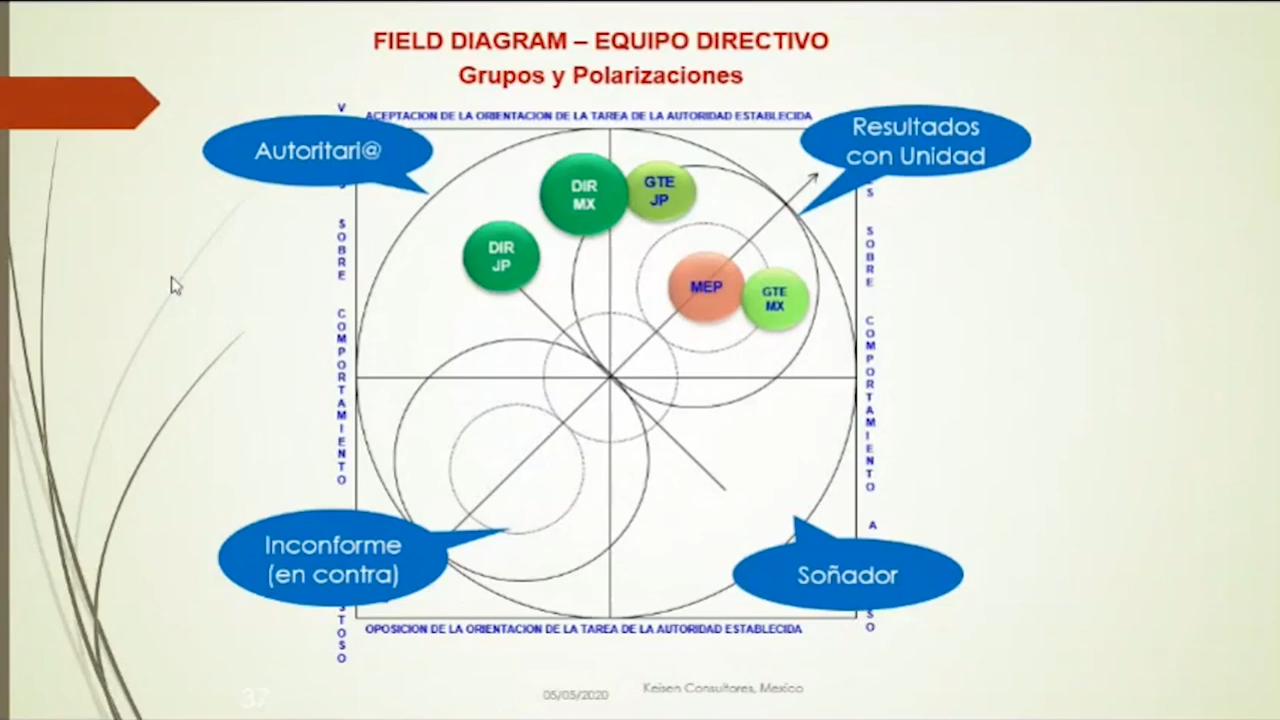 FIELD DIAGRAM – EQUIPO DIRECTIVO
Grupos y Polarizaciones
ACEPTACION DE LA ORIENTACION DE LA TAREA DE LA AUTORIDAD ESTABLECIDA
Autoritari@
Resultados
con Unidad
DIR
MX
GTE
JP
DIR
JP
MEP
GTE
MX
SOBRE COMPORTAMIENTO
SOBRE COMPORTAMIENTO A
Inconforme
(en contra)
Soñador
OPOSICION DE LA ORIENTACION DE LA TAREA DE LA AUTORIDAD ESTABLECIDA
37
05/05/2020
Keisen Consultores, Mexico